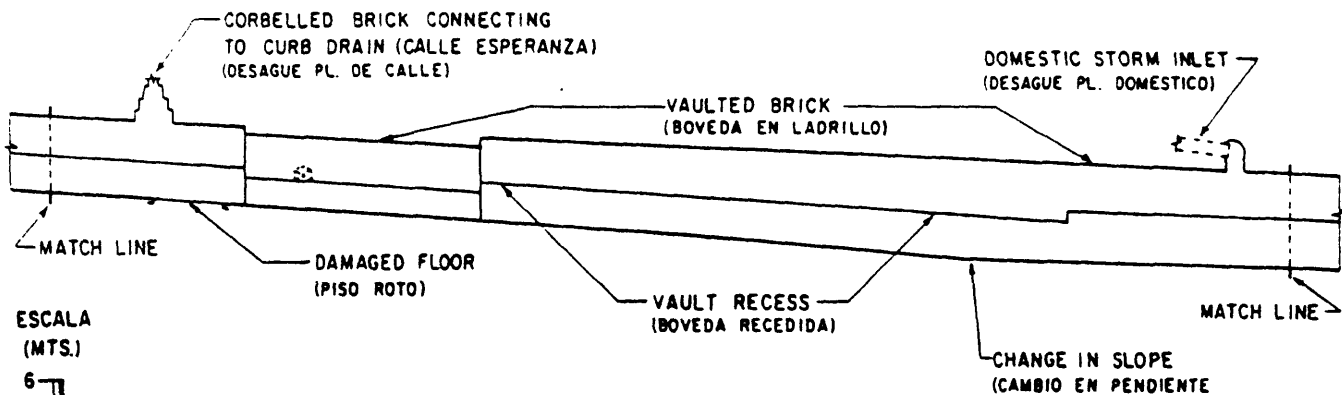 CORBELLED BRICK CONNECTING
TO CURB DRAIN (CALLE ESPERANZA)
(DESAGUE PL. DE CALLE)
DOMESTIC STORM INLET
(DESAGUE PL. DOMESTICO)
VAULTED BRICK
(BOVEDA EN LADRILLO)
MATCH LINE
DAMAGED FLOOR
(PISO ROTO)
VAULT RECESS
(BOVEDA RECEDIDA)
MATCH LINE
CHANGE IN SLOPE
(CAMBIO EN PENDIENTE
ESCALA
(MTS.)
6